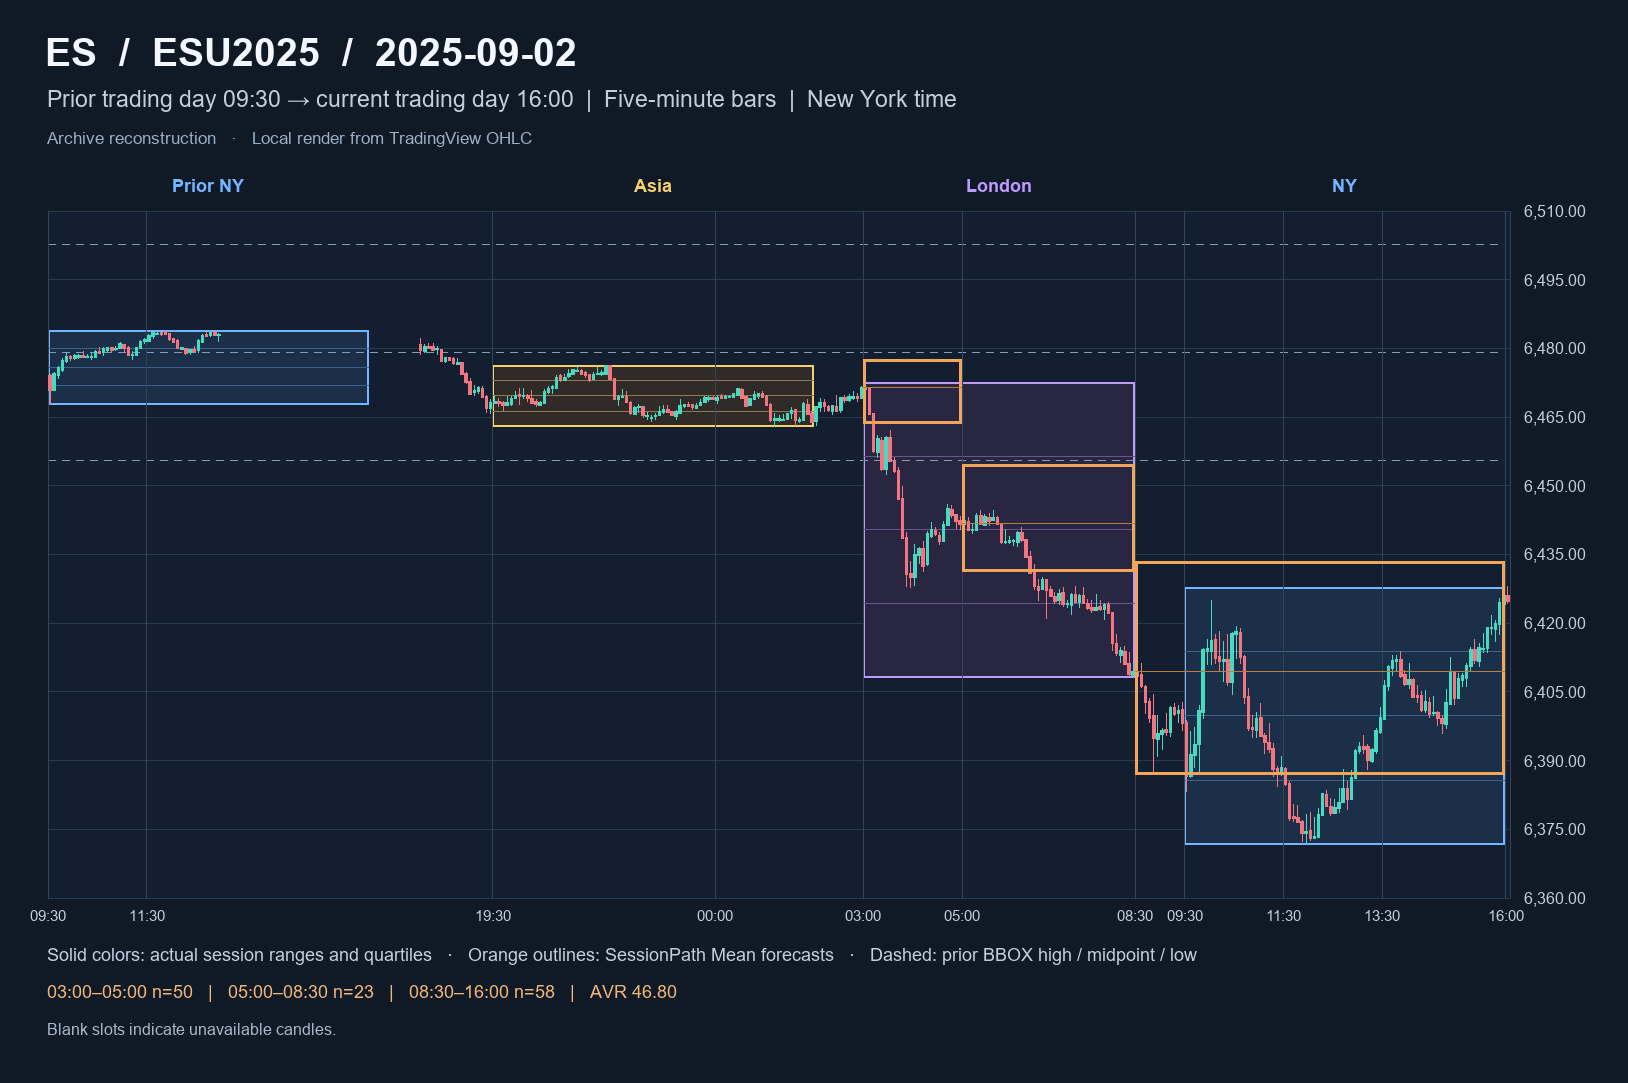 ES / ESU2025 / 2025-09-02
Prior trading day 09:30 → current trading day 16:00 | Five-minute bars | New York time
Archive reconstruction · Local render from TradingView OHLC
Prior NY Asia London NY
6,510.00
6,495.00
6,480.00
6,465.00
6,450.00
6,435.00
6,420.00
6,405.00
6,390.00
6,375.00
6,360.00
09:30 11:30 19:30 00:00 03:00 05:00 08:30 09:30 11:30 13:30 16:00
Solid colors: actual session ranges and quartiles · Orange outlines: SessionPath Mean forecasts · Dashed: prior BBOX high / midpoint / low
03:00–05:00 n=50 | 05:00–08:30 n=23 | 08:30–16:00 n=58 | AVR 46.80
Blank slots indicate unavailable candles.